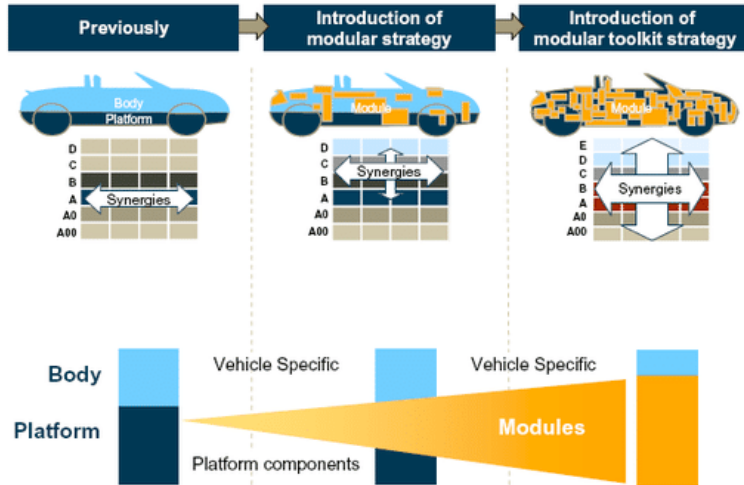 Previously
Introduction of
modular strategy
Introduction of
modular toolkit strategy
Body
Platform
Module
Module
D
C
B
A
A0
A00
Synergies
D
C
B
A
A0
A00
Synergies
E
D
C
B
A
A0
A00
Synergies
Body
Platform
Vehicle Specific
Vehicle Specific
Modules
Platform components